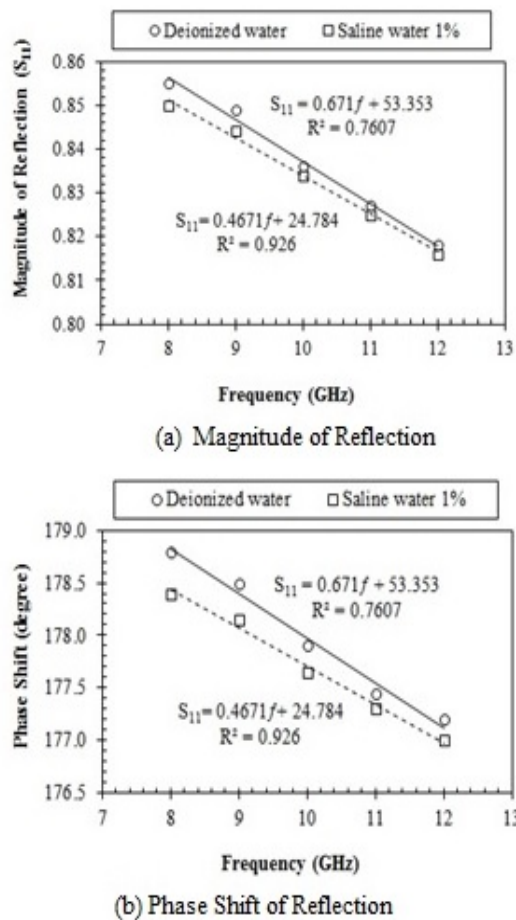 Deionized water Saline water 1%
0.86
0.85
0.84
0.83
0.82
0.81
0.80
Magnitude of Reflection (S₁₁)
S₁₁ = 0.671f + 53.353
R² = 0.7607
S₁₁= 0.4671f+ 24.784
R² = 0.926
7 8 9 10 11 12 13
Frequency (GHz)
(a) Magnitude of Reflection
Deionized water Saline water 1%
179.0
178.5
178.0
177.5
177.0
176.5
Phase Shift (degree)
S₁₁ = 0.671f + 53.353
R² = 0.7607
S₁₁= 0.4671f+ 24.784
R² = 0.926
7 8 9 10 11 12 13
Frequency (GHz)
(b) Phase Shift of Reflection